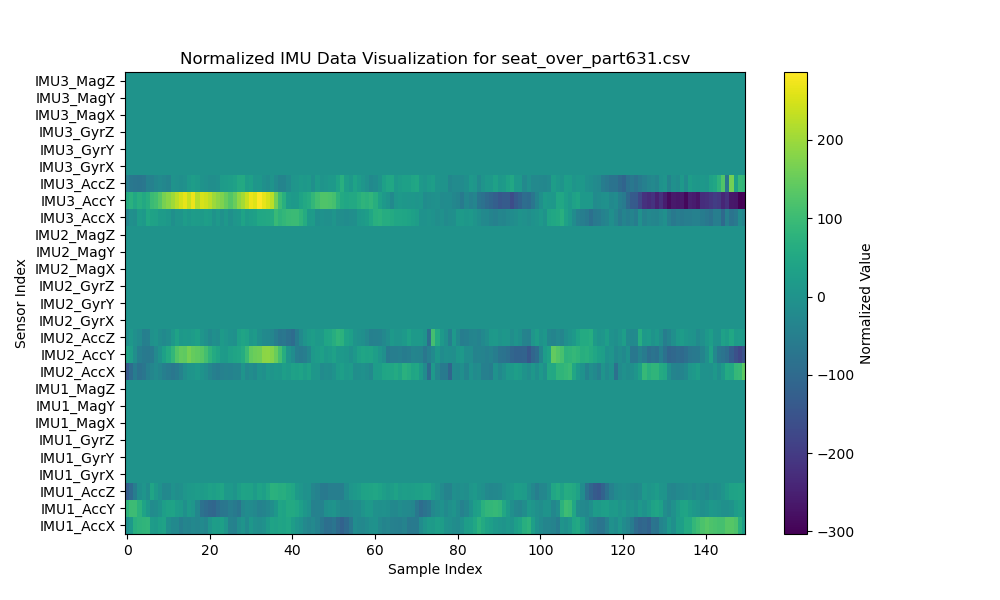 Normalized IMU Data Visualization for seat_over_part631.csv
IMU3_MagZ
IMU3_MagY
IMU3_MagX
IMU3_GyrZ
IMU3_GyrY
IMU3_GyrX
IMU3_AccZ
IMU3_AccY
IMU3_AccX
IMU2_MagZ
IMU2_MagY
IMU2_MagX
IMU2_GyrZ
IMU2_GyrY
IMU2_GyrX
IMU2_AccZ
IMU2_AccY
IMU2_AccX
IMU1_MagZ
IMU1_MagY
IMU1_MagX
IMU1_GyrZ
IMU1_GyrY
IMU1_GyrX
IMU1_AccZ
IMU1_AccY
IMU1_AccX
Sensor Index
0 20 40 60 80 100 120 140
Sample Index
200
100
0
−100
−200
−300
Normalized Value